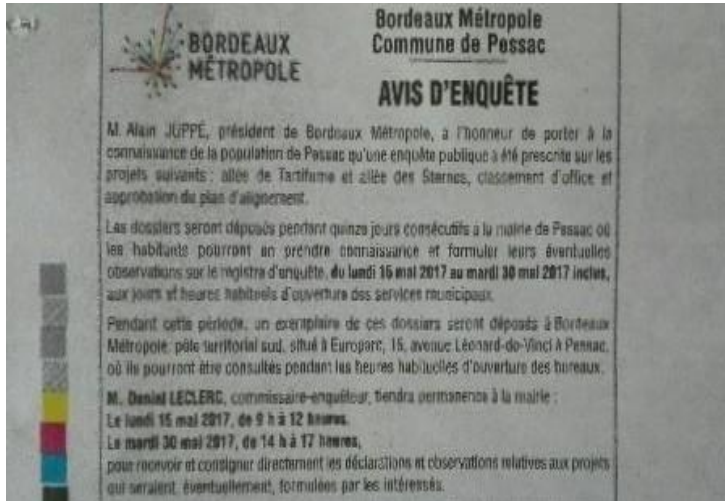 BORDEAUX
MÉTROPOLE
Bordeaux Métropole
Commune de Pessac
AVIS D'ENQUÊTE
M. Alain JUPPÉ, président de Bordeaux Métropole, a l'honneur de porter à la
connaissance de la population de Pessac qu'une enquête publique a été prescrite sur les
projets suivants : allée de Tartifume et allée des Sternes, classement d'office et
approbation du plan d'alignement.
Les dossiers seront déposés pendant quinze jours consécutifs à la mairie de Pessac où
les habitants pourront en prendre connaissance et formuler leurs éventuelles
observations sur le registre d'enquête, du lundi 15 mai 2017 au mardi 30 mai 2017 inclus,
aux jours et heures habituels d'ouverture des services municipaux.
Pendant cette période, un exemplaire de ces dossiers seront déposés à Bordeaux
Métropole, pôle territorial sud, situé à Europarc, 15, avenue Léonard-de-Vinci à Pessac,
où ils pourront être consultés pendant les heures habituelles d'ouverture des bureaux.
M. Daniel LECLERC, commissaire-enquêteur, tiendra permanence à la mairie :
Le lundi 15 mai 2017, de 9 h à 12 heures,
Le mardi 30 mai 2017, de 14 h à 17 heures,
pour recevoir et consigner directement les déclarations et observations relatives aux projets
qui seraient, éventuellement, formulées par les intéressés.